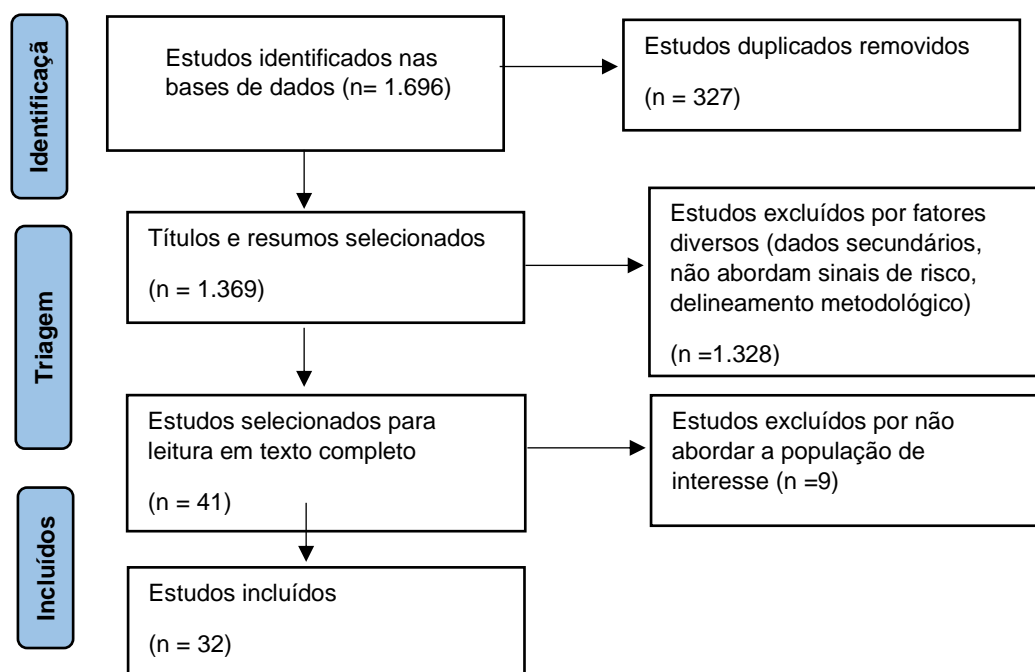 Identificaçã
Estudos identificados nas
bases de dados (n= 1.696)
Estudos duplicados removidos
(n = 327)
Triagem
Títulos e resumos selecionados
(n = 1.369)
Estudos excluídos por fatores
diversos (dados secundários,
não abordam sinais de risco,
delineamento metodológico)
(n =1.328)
Estudos selecionados para
leitura em texto completo
(n = 41)
Estudos excluídos por não
abordar a população de
interesse (n =9)
Incluídos
Estudos incluídos
(n = 32)